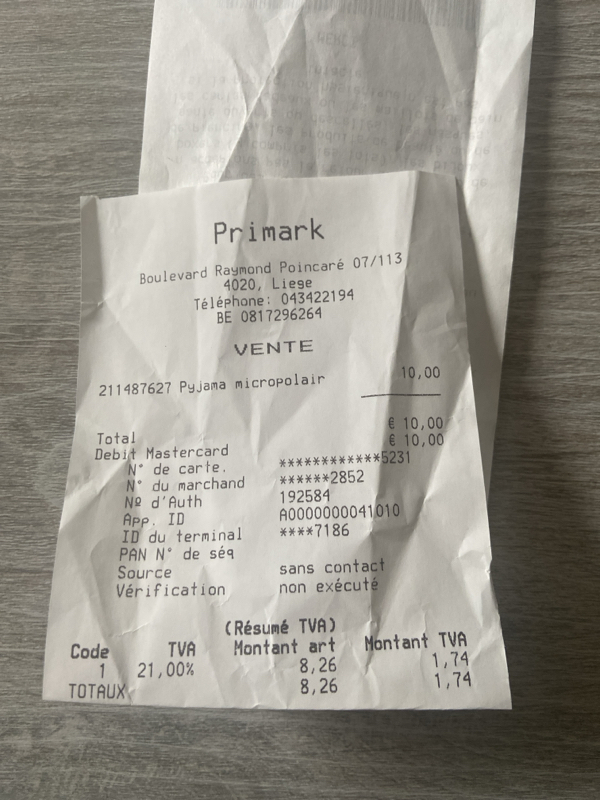 Primark
Boulevard Raymond Poincaré 07/113
4020, Liege
Téléphone: 043422194
BE 0817296264
VENTE
211487627 Pyjama micropolair 10,00
Total € 10,00
Debit Mastercard € 10,00
N° de carte. ************5231
N° du marchand ******2852
Nº d'Auth 192584
App. ID A0000000041010
ID du terminal ****7186
PAN N° de séq
Source sans contact
Vérification non exécuté
(Résumé TVA)
Code TVA Montant art Montant TVA
1 21,00% 8,26 1,74
TOTAUX 8,26 1,74